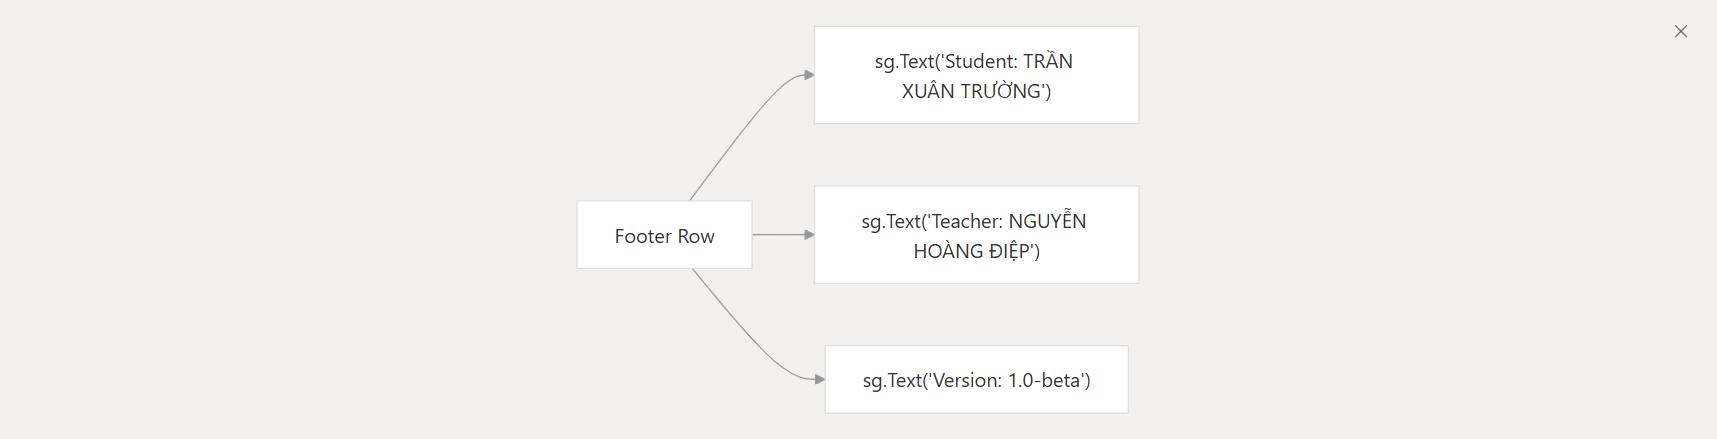 sg.Text('Student: TRẦN
XUÂN TRƯỜNG')
sg.Text('Teacher: NGUYỄN
HOÀNG ĐIỆP')
Footer Row
sg.Text('Version: 1.0-beta')